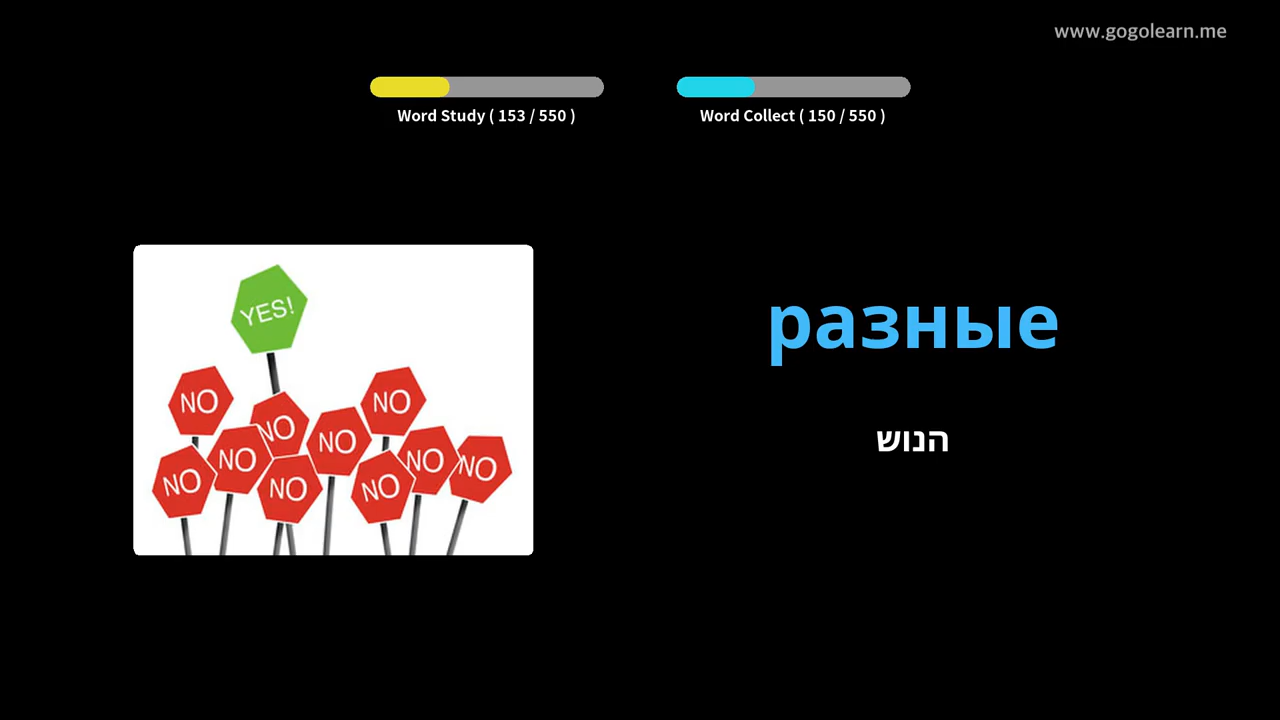 www.gogolearn.me
Word Study ( 153 / 550 )
Word Collect ( 150 / 550 )
YES!
NO
NO
NO
NO
NO
NO
NO
NO
NO
NO
разные
הנוש